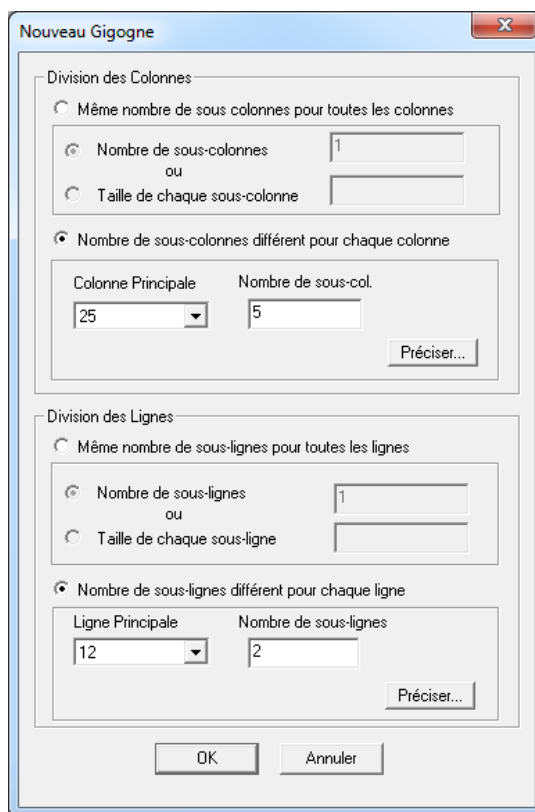 Nouveau Gigogne
Division des Colonnes
Même nombre de sous colonnes pour toutes les colonnes
Nombre de sous-colonnes
1
ou
Taille de chaque sous-colonne
Nombre de sous-colonnes différent pour chaque colonne
Colonne Principale
Nombre de sous-col.
25
5
Préciser...
Division des Lignes
Même nombre de sous-lignes pour toutes les lignes
Nombre de sous-lignes
1
ou
Taille de chaque sous-ligne
Nombre de sous-lignes différent pour chaque ligne
Ligne Principale
Nombre de sous-lignes
12
2
Préciser...
OK
Annuler